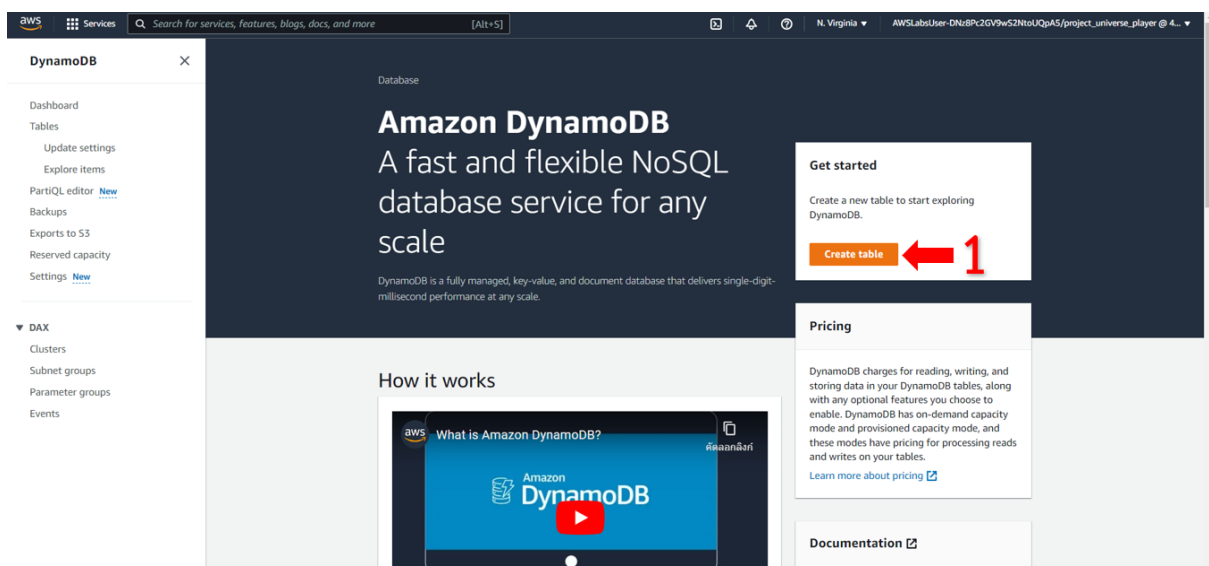 aws
Services
Search for services, features, blogs, docs, and more
[Alt+S]
N. Virginia ▼
AWSLabsUser-DNz8Pc2GV9wS2NtoUQpA5/project_universe_player @ 4... ▼
DynamoDB
Dashboard
Tables
Update settings
Explore items
PartiQL editor New
Backups
Exports to S3
Reserved capacity
Settings New
▼ DAX
Clusters
Subnet groups
Parameter groups
Events
Database
Amazon DynamoDB
A fast and flexible NoSQL
database service for any
scale
DynamoDB is a fully managed, key-value, and document database that delivers single-digit-
millisecond performance at any scale.
Get started
Create a new table to start exploring
DynamoDB.
Create table
1
Pricing
DynamoDB charges for reading, writing, and
storing data in your DynamoDB tables, along
with any optional features you choose to
enable. DynamoDB has on-demand capacity
mode and provisioned capacity mode, and
these modes have pricing for processing reads
and writes on your tables.
Learn more about pricing
Documentation
How it works
aws
What is Amazon DynamoDB?
คัดลอกลิงก์
Amazon
DynamoDB